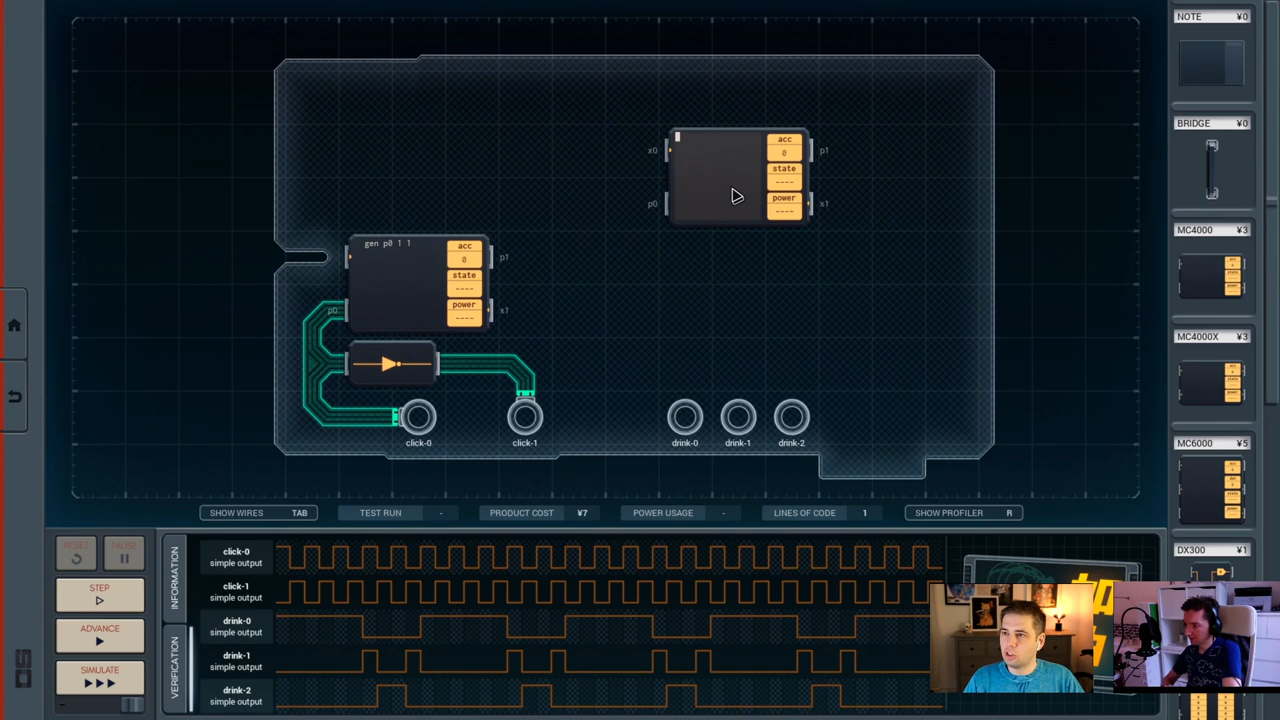 NOTE ¥0
BRIDGE ¥0
MC4000 ¥3
MC4000X ¥3
MC6000 ¥5
DX300 ¥1
x0
p0
acc
0
state
----
power
----
p1
x1
gen p0 1 1
acc
0
state
----
power
----
p1
x1
p0
click-0
click-1
drink-0
drink-1
drink-2
SHOW WIRES TAB
TEST RUN -
PRODUCT COST ¥7
POWER USAGE -
LINES OF CODE 1
SHOW PROFILER R
RESET
PAUSE
STEP
ADVANCE
SIMULATE
INFORMATION
VERIFICATION
click-0
simple output
click-1
simple output
drink-0
simple output
drink-1
simple output
drink-2
simple output